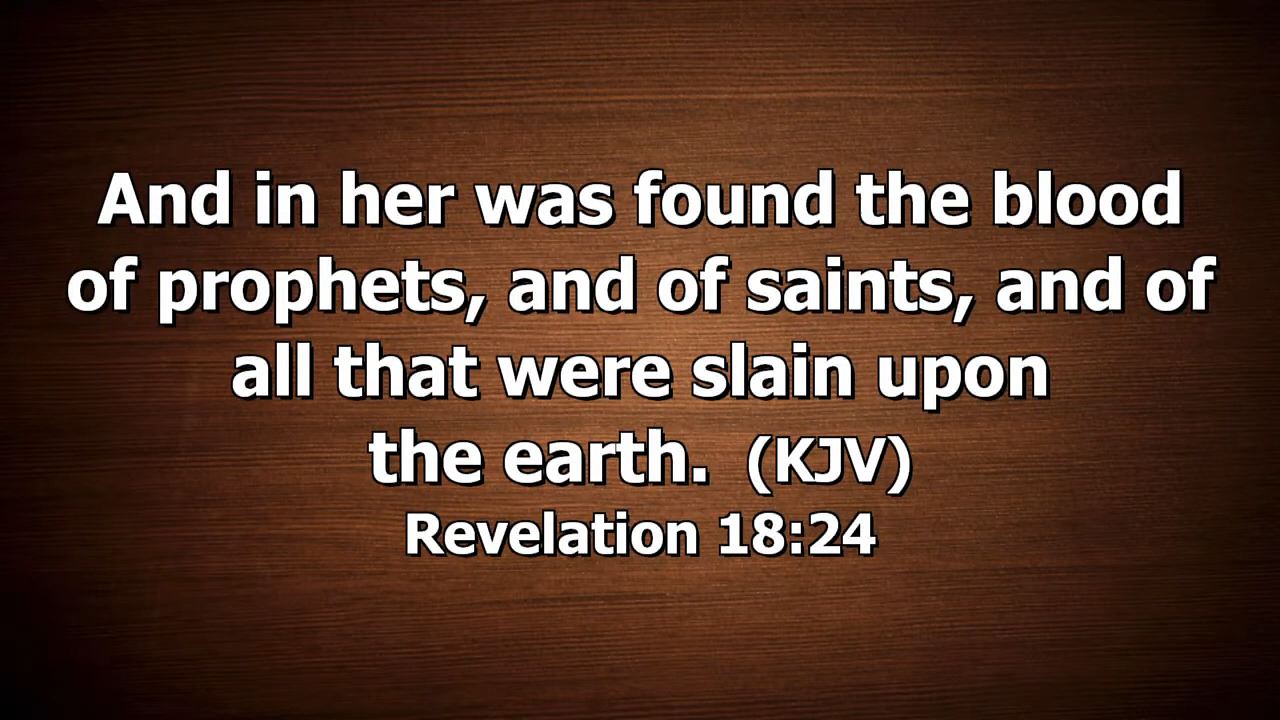 And in her was found the blood
of prophets, and of saints, and of
all that were slain upon
the earth.  (KJV)
Revelation 18:24